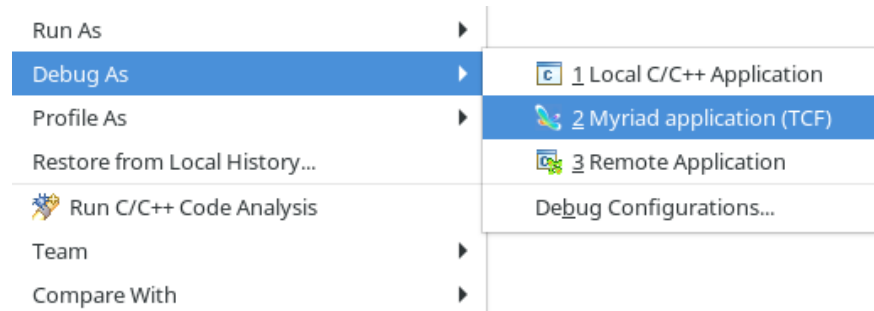 Run As
Debug As
Profile As
Restore from Local History...
Run C/C++ Code Analysis
Team
Compare With
1 Local C/C++ Application
2 Myriad application (TCF)
3 Remote Application
Debug Configurations...